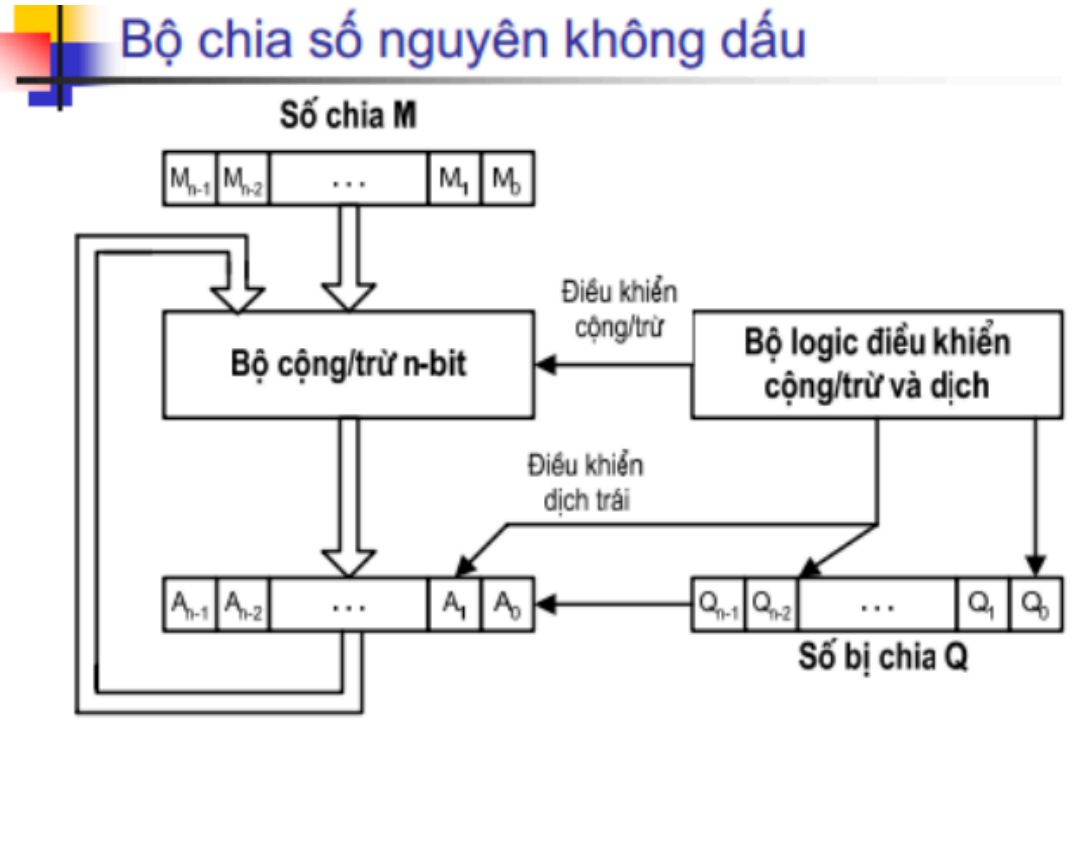 Bộ chia số nguyên không dấu
Số chia M
Mn-1 Mn-2 ... M1 M0
Điều khiển
cộng/trừ
Bộ cộng/trừ n-bit
Bộ logic điều khiển
cộng/trừ và dịch
Điều khiển
dịch trái
An-1 An-2 ... A1 A0
Qn-1 Qn-2 ... Q1 Q0
Số bị chia Q